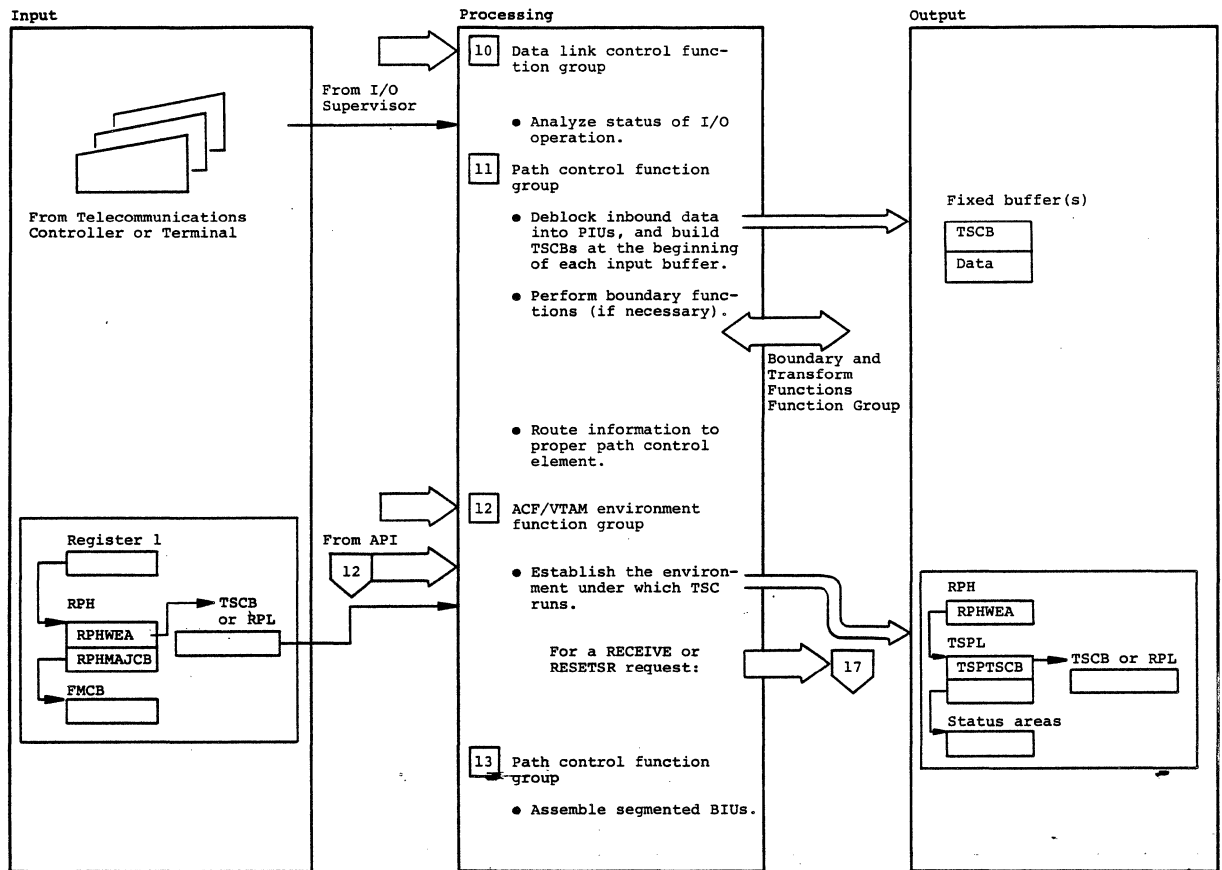 Input
Processing
Output
10 Data link control func-
tion group
From I/O
Supervisor
• Analyze status of I/O
operation.
11 Path control function
group
From Telecommunications
Controller or Terminal
• Deblock inbound data
into PIUs, and build
TSCBs at the beginning
of each input buffer.
Fixed buffer(s)
TSCB
Data
• Perform boundary func-
tions (if necessary).
Boundary and
Transform
Functions
Function Group
• Route information to
proper path control
element.
12 ACF/VTAM environment
function group
Register 1
From API
12
RPH
RPHWEA
RPHMAJCB
TSCB
or RPL
FMCB
• Establish the environ-
ment under which TSC
runs.
For a RECEIVE or
RESETSR request:
17
RPH
RPHWEA
TSPL
TSPTSCB
TSCB or RPL
Status areas
13 Path control function
group
• Assemble segmented BIUs.